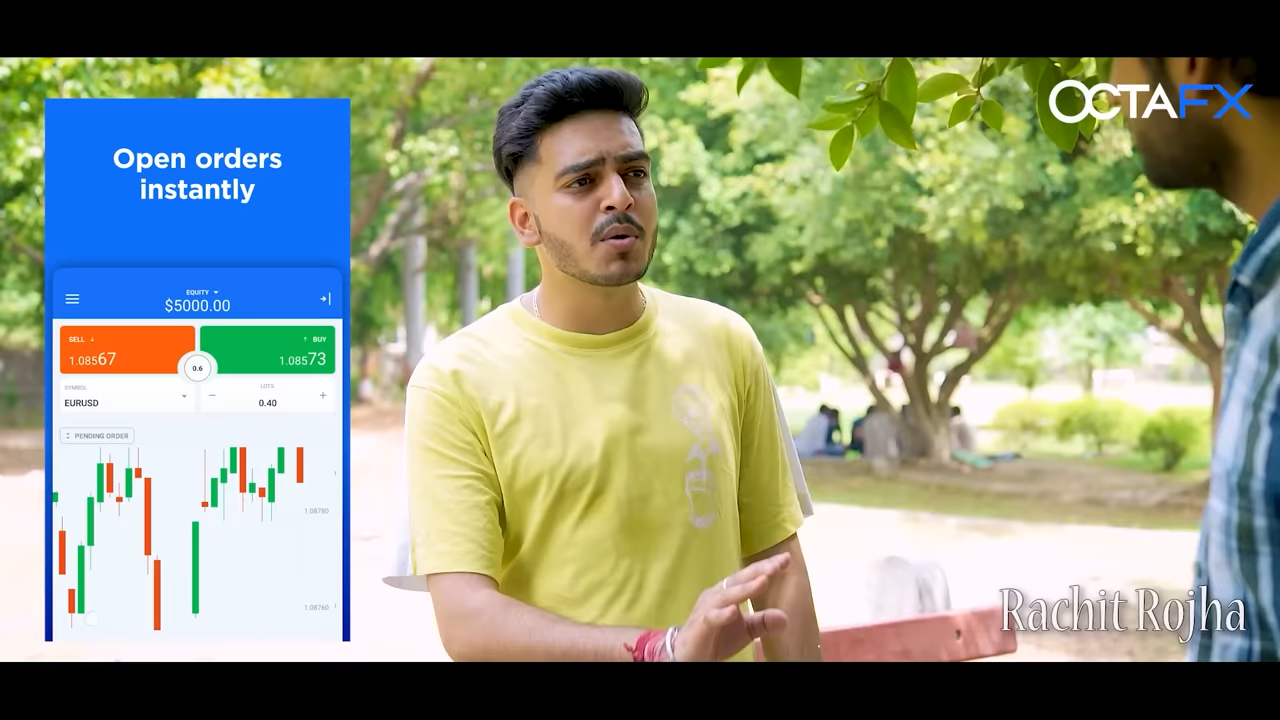 OCTAFX
Open orders
instantly
EQUITY
$5000.00
SELL
BUY
1.08567
1.08573
0.6
SYMBOL
LOTS
EURUSD
0.40
PENDING ORDER
1.08780
1.08760
Rachit Rojha